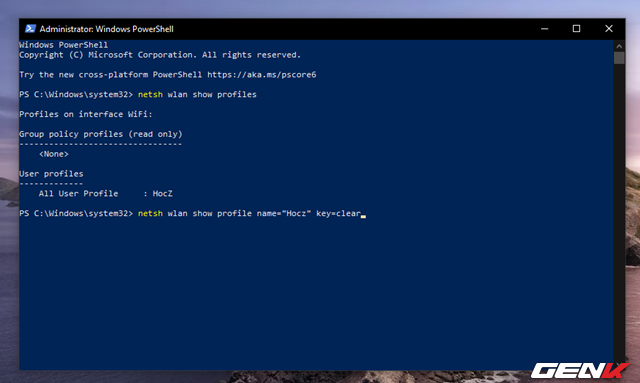 Administrator: Windows PowerShell
Windows PowerShell
Copyright (C) Microsoft Corporation. All rights reserved.
Try the new cross-platform PowerShell https://aka.ms/pscore6
PS C:\Windows\system32> netsh wlan show profiles
Profiles on interface WiFi:
Group policy profiles (read only)
---------------------------------
<None>
User profiles
-------------
All User Profile : HocZ
PS C:\Windows\system32> netsh wlan show profile name="Hocz" key=clear
GENK